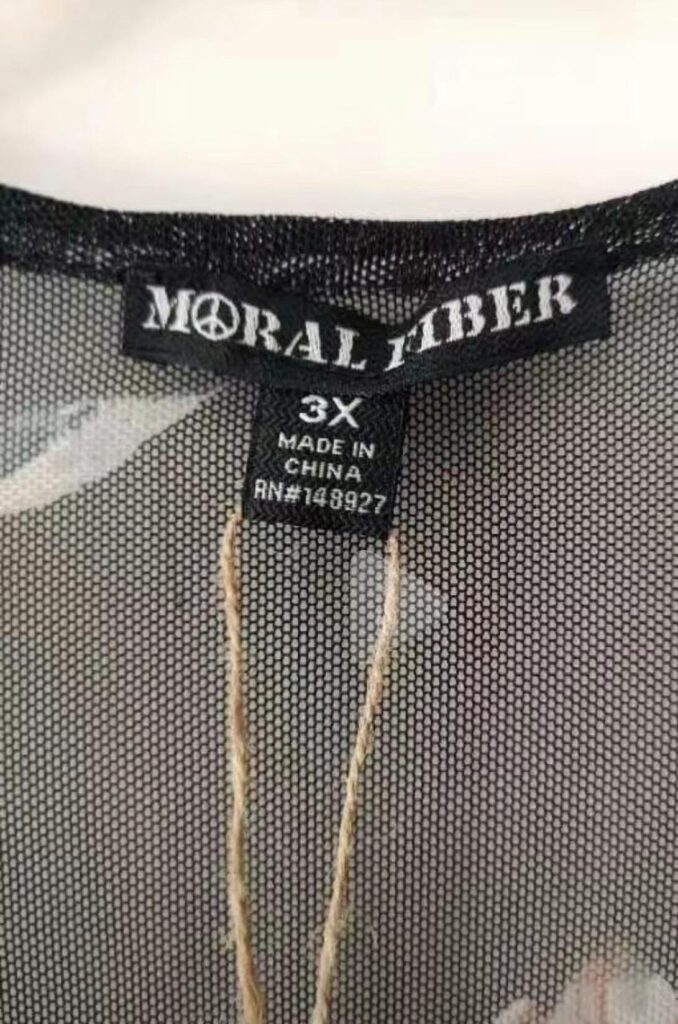 MORAL FIBER
3X
MADE IN
CHINA
RN#148927